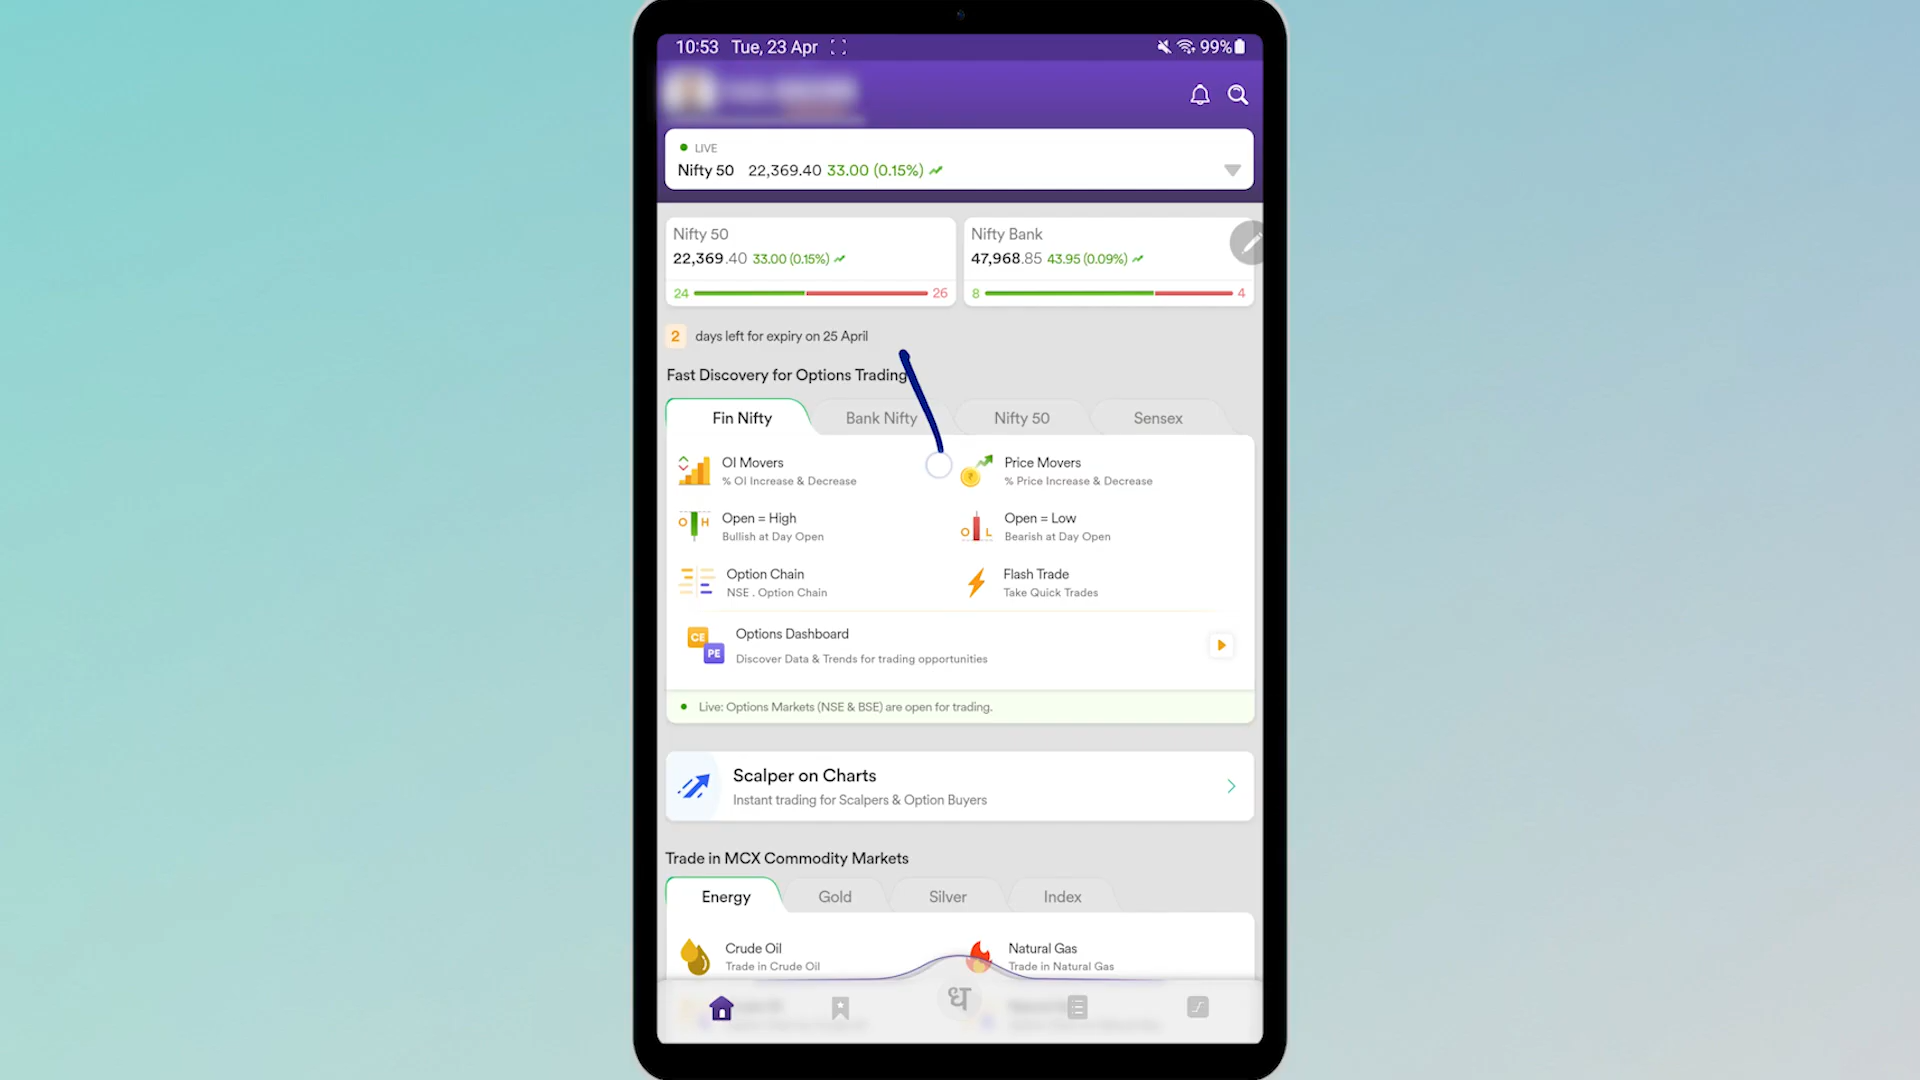 10:53 Tue, 23 Apr 99%
LIVE
Nifty 50 22,369.40 33.00 (0.15%)
Nifty 50
22,369.40 33.00 (0.15%)
24 26
Nifty Bank
47,968.85 43.95 (0.09%)
8 4
2 days left for expiry on 25 April
Fast Discovery for Options Trading
Fin Nifty Bank Nifty Nifty 50 Sensex
OI Movers
% OI Increase & Decrease
Price Movers
% Price Increase & Decrease
O H
Open = High
Bullish at Day Open
O L
Open = Low
Bearish at Day Open
Option Chain
NSE . Option Chain
Flash Trade
Take Quick Trades
CE
PE
Options Dashboard
Discover Data & Trends for trading opportunities
Live: Options Markets (NSE & BSE) are open for trading.
Scalper on Charts
Instant trading for Scalpers & Option Buyers
Trade in MCX Commodity Markets
Energy Gold Silver Index
Crude Oil
Trade in Crude Oil
Natural Gas
Trade in Natural Gas
ध